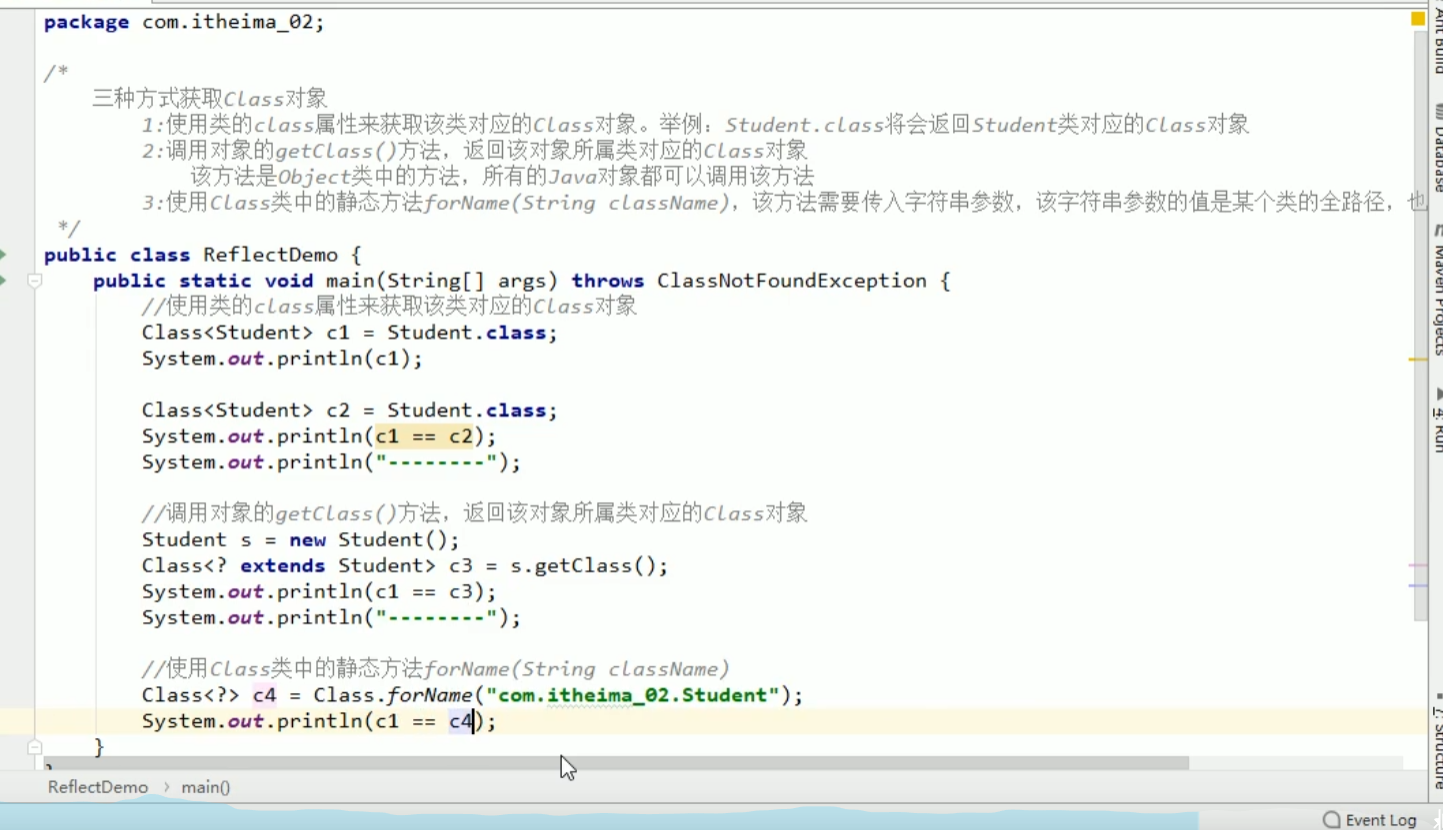 package com.itheima_02;
/*
三种方式获取Class对象
1:使用类的class属性来获取该类对应的Class对象。举例：Student.class将会返回Student类对应的Class对象
2:调用对象的getClass()方法，返回该对象所属类对应的Class对象
该方法是Object类中的方法，所有的Java对象都可以调用该方法
3:使用Class类中的静态方法forName(String className)，该方法需要传入字符串参数，该字符串参数的值是某个类的全路径，也
*/
public class ReflectDemo {
public static void main(String[] args) throws ClassNotFoundException {
//使用类的class属性来获取该类对应的Class对象
Class<Student> c1 = Student.class;
System.out.println(c1);
Class<Student> c2 = Student.class;
System.out.println(c1 == c2);
System.out.println("--------");
//调用对象的getClass()方法，返回该对象所属类对应的Class对象
Student s = new Student();
Class<? extends Student> c3 = s.getClass();
System.out.println(c1 == c3);
System.out.println("--------");
//使用Class类中的静态方法forName(String className)
Class<?> c4 = Class.forName("com.itheima_02.Student");
System.out.println(c1 == c4);
}
ReflectDemo › main()
Event Log
Ant Build
Database
Maven Projects
4: Run
7: Structure